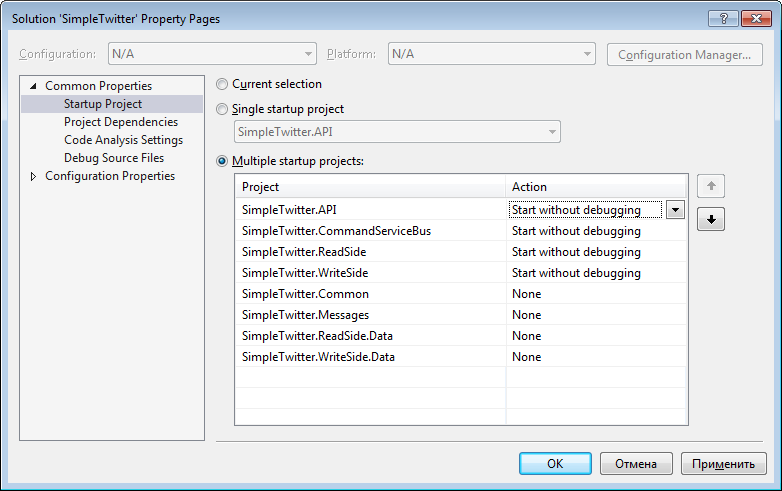 Solution 'SimpleTwitter' Property Pages
Configuration: N/A Platform: N/A Configuration Manager...
Common Properties
Startup Project
Project Dependencies
Code Analysis Settings
Debug Source Files
Configuration Properties
Current selection
Single startup project
SimpleTwitter.API
Multiple startup projects:
Project Action
SimpleTwitter.API Start without debugging
SimpleTwitter.CommandServiceBus Start without debugging
SimpleTwitter.ReadSide Start without debugging
SimpleTwitter.WriteSide Start without debugging
SimpleTwitter.Common None
SimpleTwitter.Messages None
SimpleTwitter.ReadSide.Data None
SimpleTwitter.WriteSide.Data None
OK Отмена Применить